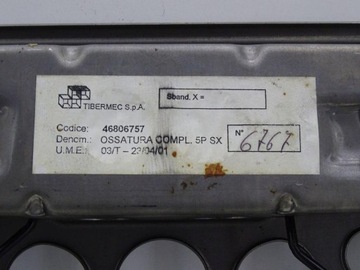 TIBERMEC S.p.A.
Sband. X =
Codice: 46806757
Denom.: OSSATURA COMPL. 5P SX
U.M.E.: 03/T - 23/04/01
N° 6767